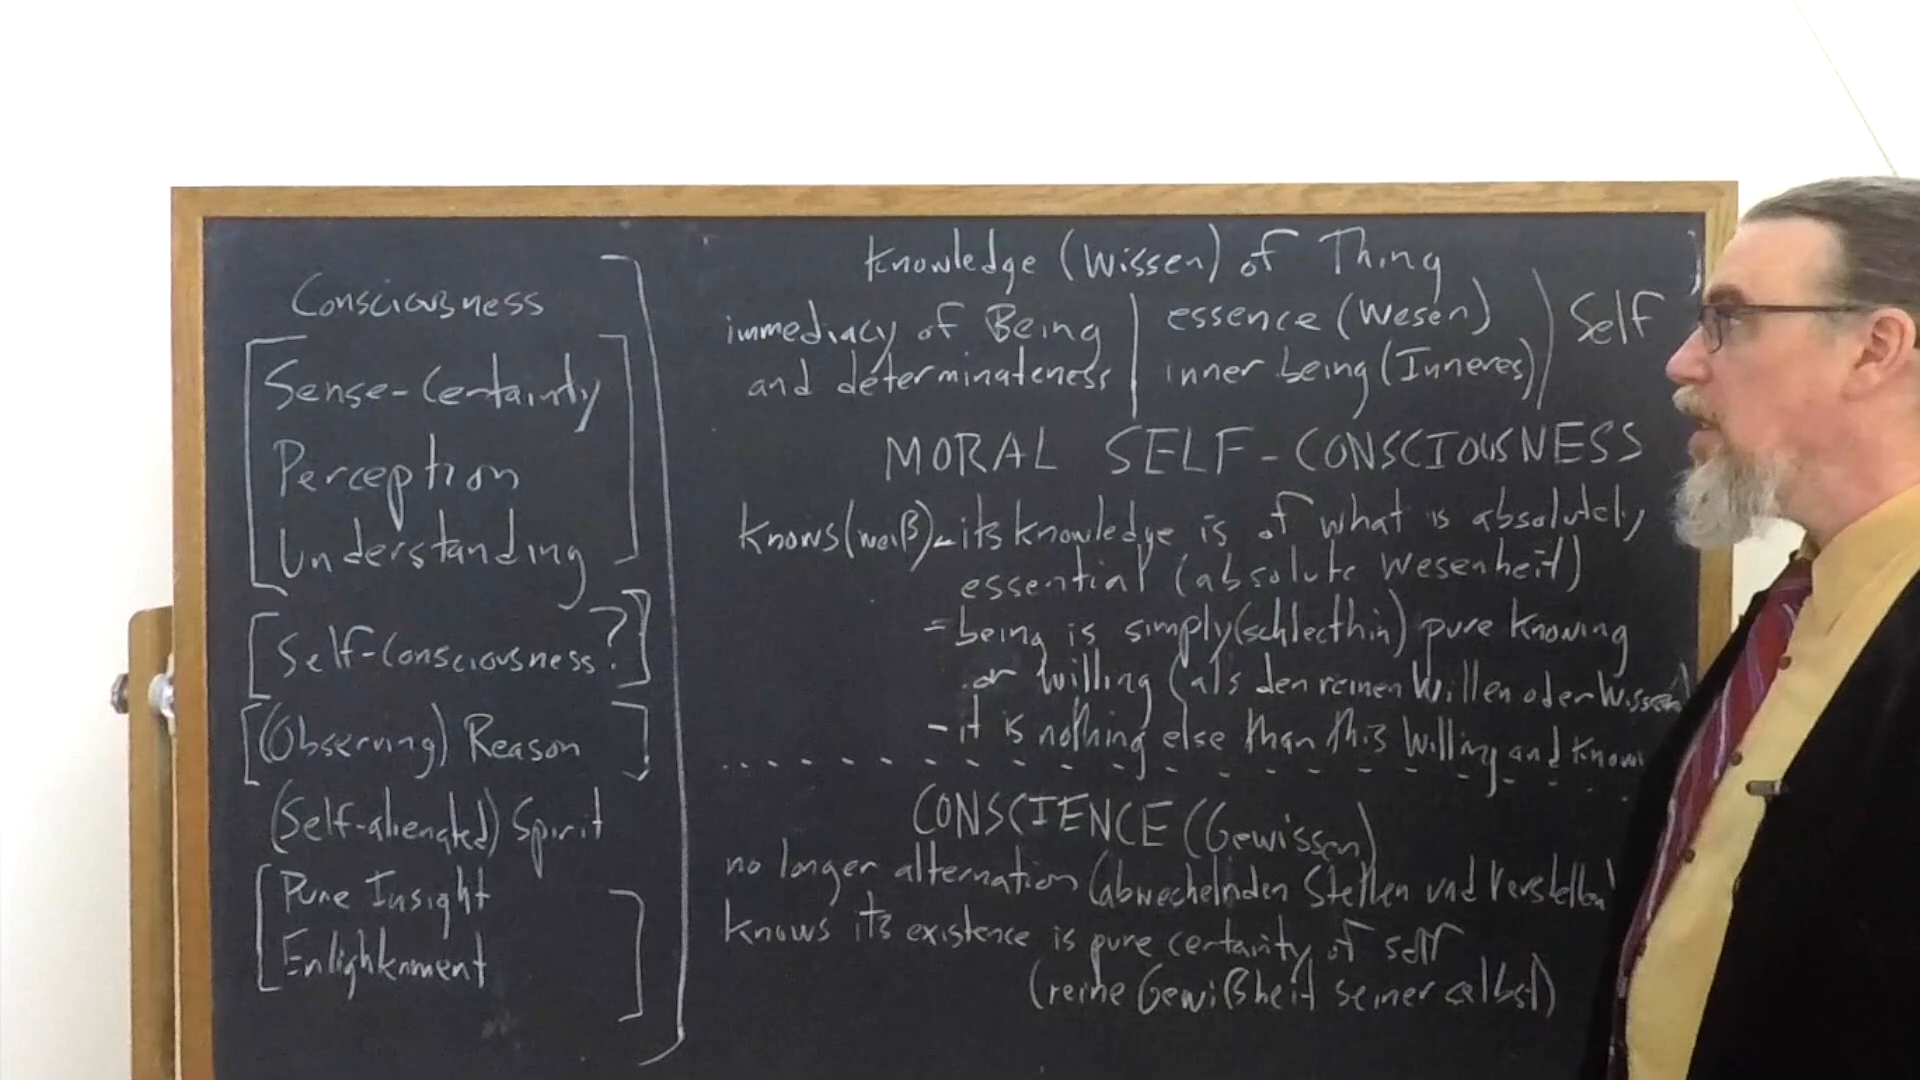 Consciousness
Sense-Certainty
Perception
Understanding
[Self-Consciousness?]
[(Observing) Reason]
(Self-alienated) Spirit
Pure Insight
Enlightenment
Knowledge (Wissen) of Thing
immediacy of Being
and determinateness
essence (Wesen)
inner being (Inneres)
Self
MORAL SELF-CONSCIOUSNESS
knows (weiß) - its knowledge is of what is absolutely
essential (absolute Wesenheit)
= being is simply (schlecthin) pure knowing
or willing (als den reinen Willen oder Wissen)
- it is nothing else than this willing and know
CONSCIENCE (Gewissen)
no longer alternation (abwechelnden Stellen und Verstellen
knows its existence is pure certainty of self
(reine Gewißheit seiner selbst)